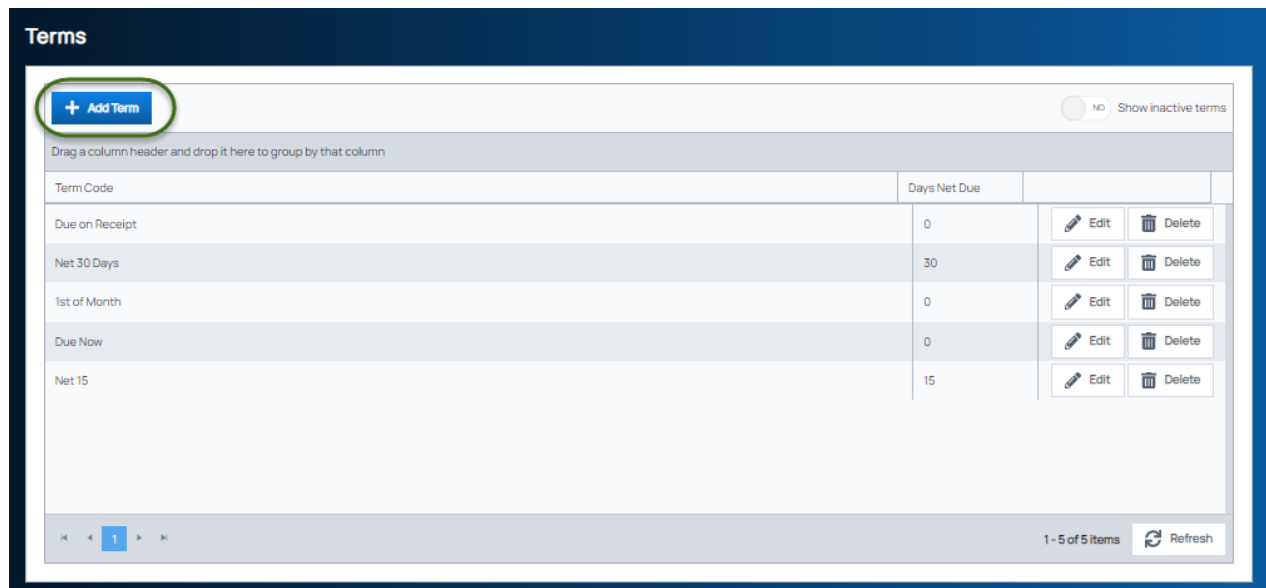 Terms
+ Add Term
NO Show inactive terms
Drag a column header and drop it here to group by that column
Term Code Days Net Due
Due on Receipt 0 Edit Delete
Net 30 Days 30 Edit Delete
1st of Month 0 Edit Delete
Due Now 0 Edit Delete
Net 15 15 Edit Delete
1 1 - 5 of 5 items Refresh